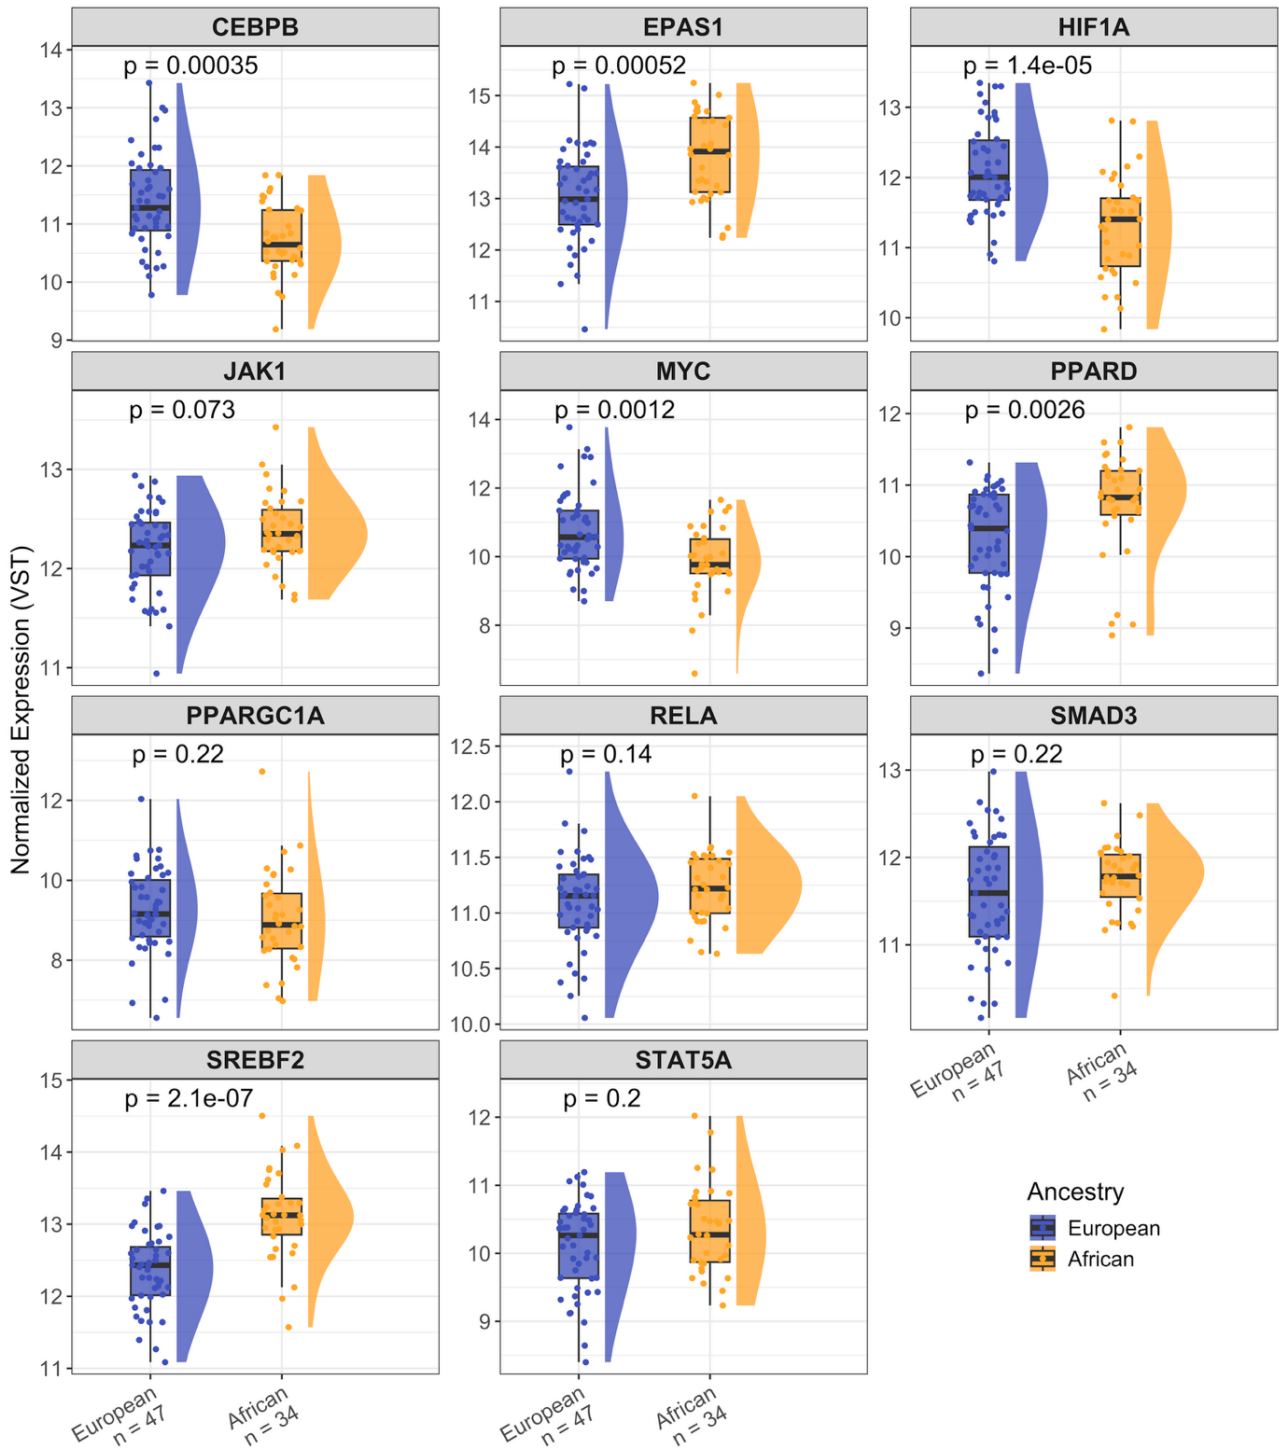 CEBPB
EPAS1
HIF1A
14
13
12
11
10
9
p = 0.00035
15
14
13
12
11
p = 0.00052
13
12
11
10
p = 1.4e-05
JAK1
MYC
PPARD
13
12
11
p = 0.073
14
12
10
8
p = 0.0012
12
11
10
9
p = 0.0026
Normalized Expression (VST)
PPARGC1A
RELA
SMAD3
12
10
8
p = 0.22
12.5
12.0
11.5
11.0
10.5
10.0
p = 0.14
13
12
11
p = 0.22
European
n = 47
African
n = 34
SREBF2
STAT5A
15
14
13
12
11
p = 2.1e-07
12
11
10
9
p = 0.2
European
n = 47
African
n = 34
European
n = 47
African
n = 34
Ancestry
European
African